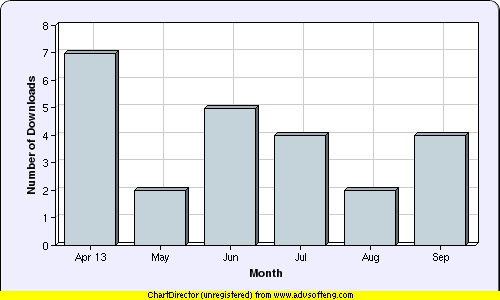 8
7
6
5
4
3
2
1
0
Number of Downloads
Apr 13 May Jun Jul Aug Sep
Month
ChartDirector (unregistered) from www.advsofteng.com